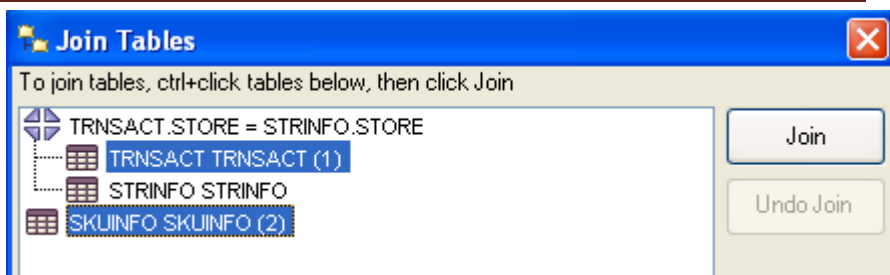 Join Tables
To join tables, ctrl+click tables below, then click Join
TRNSACT.STORE = STRINFO.STORE
TRNSACT TRNSACT (1)
STRINFO STRINFO
SKUINFO SKUINFO (2)
Join
Undo Join